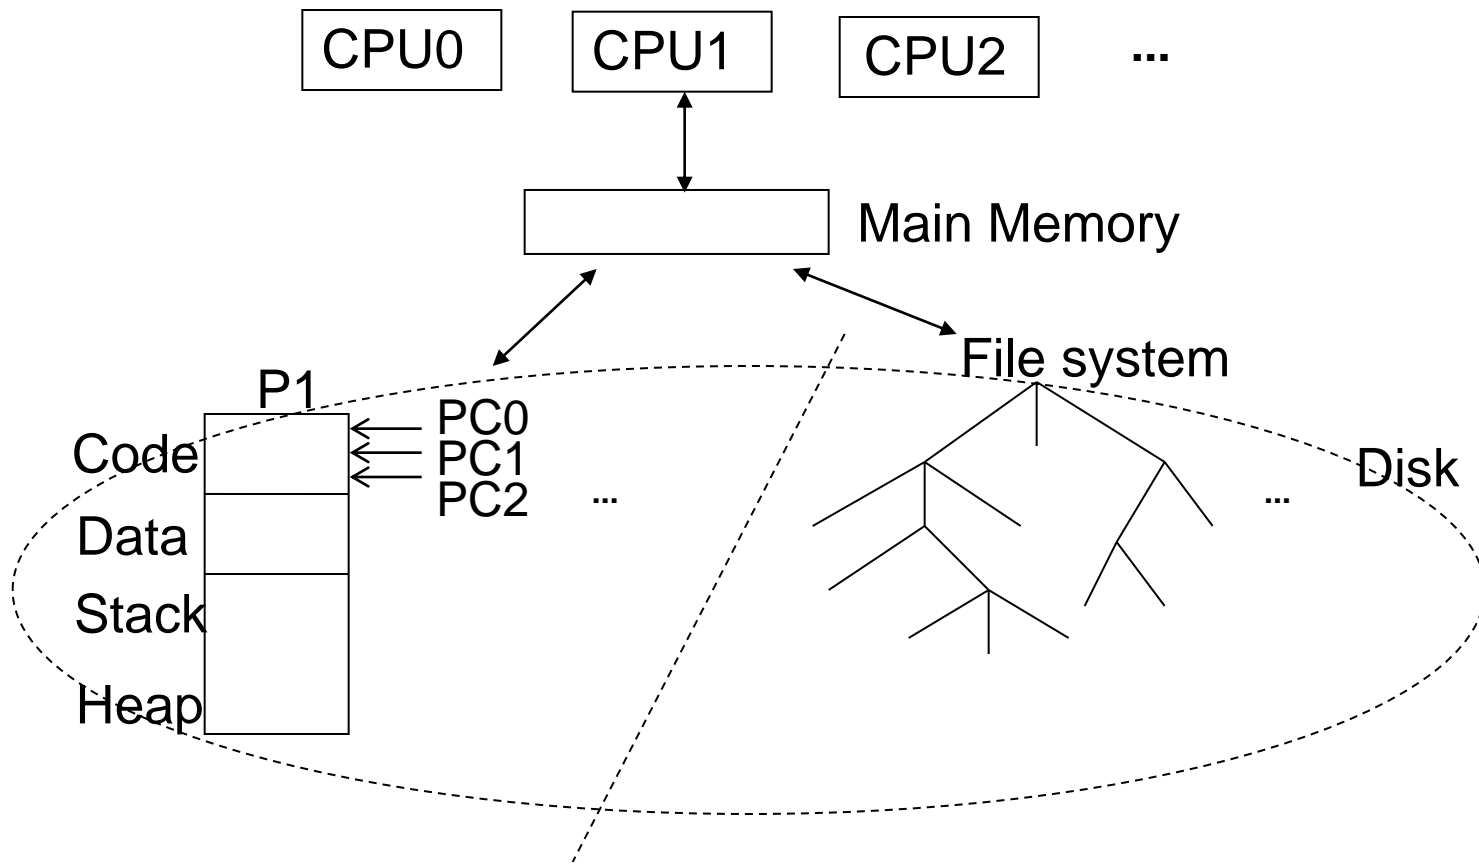 CPU0
CPU1
CPU2
...
Main Memory
File system
P1
PC0
Code
PC1
Disk
PC2
...
...
Data
Stack
Heap